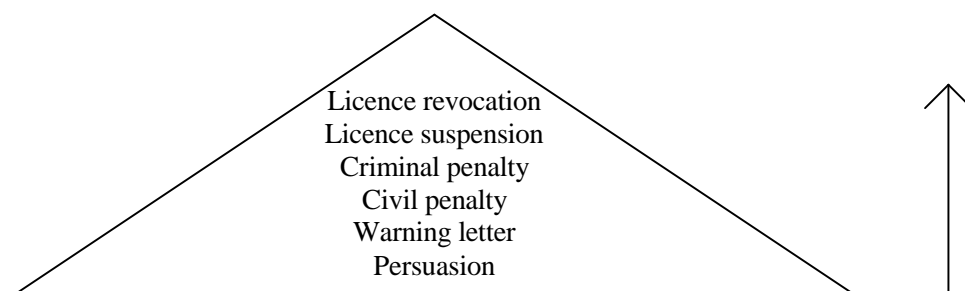 Licence revocation
Licence suspension
Criminal penalty
Civil penalty
Warning letter
Persuasion